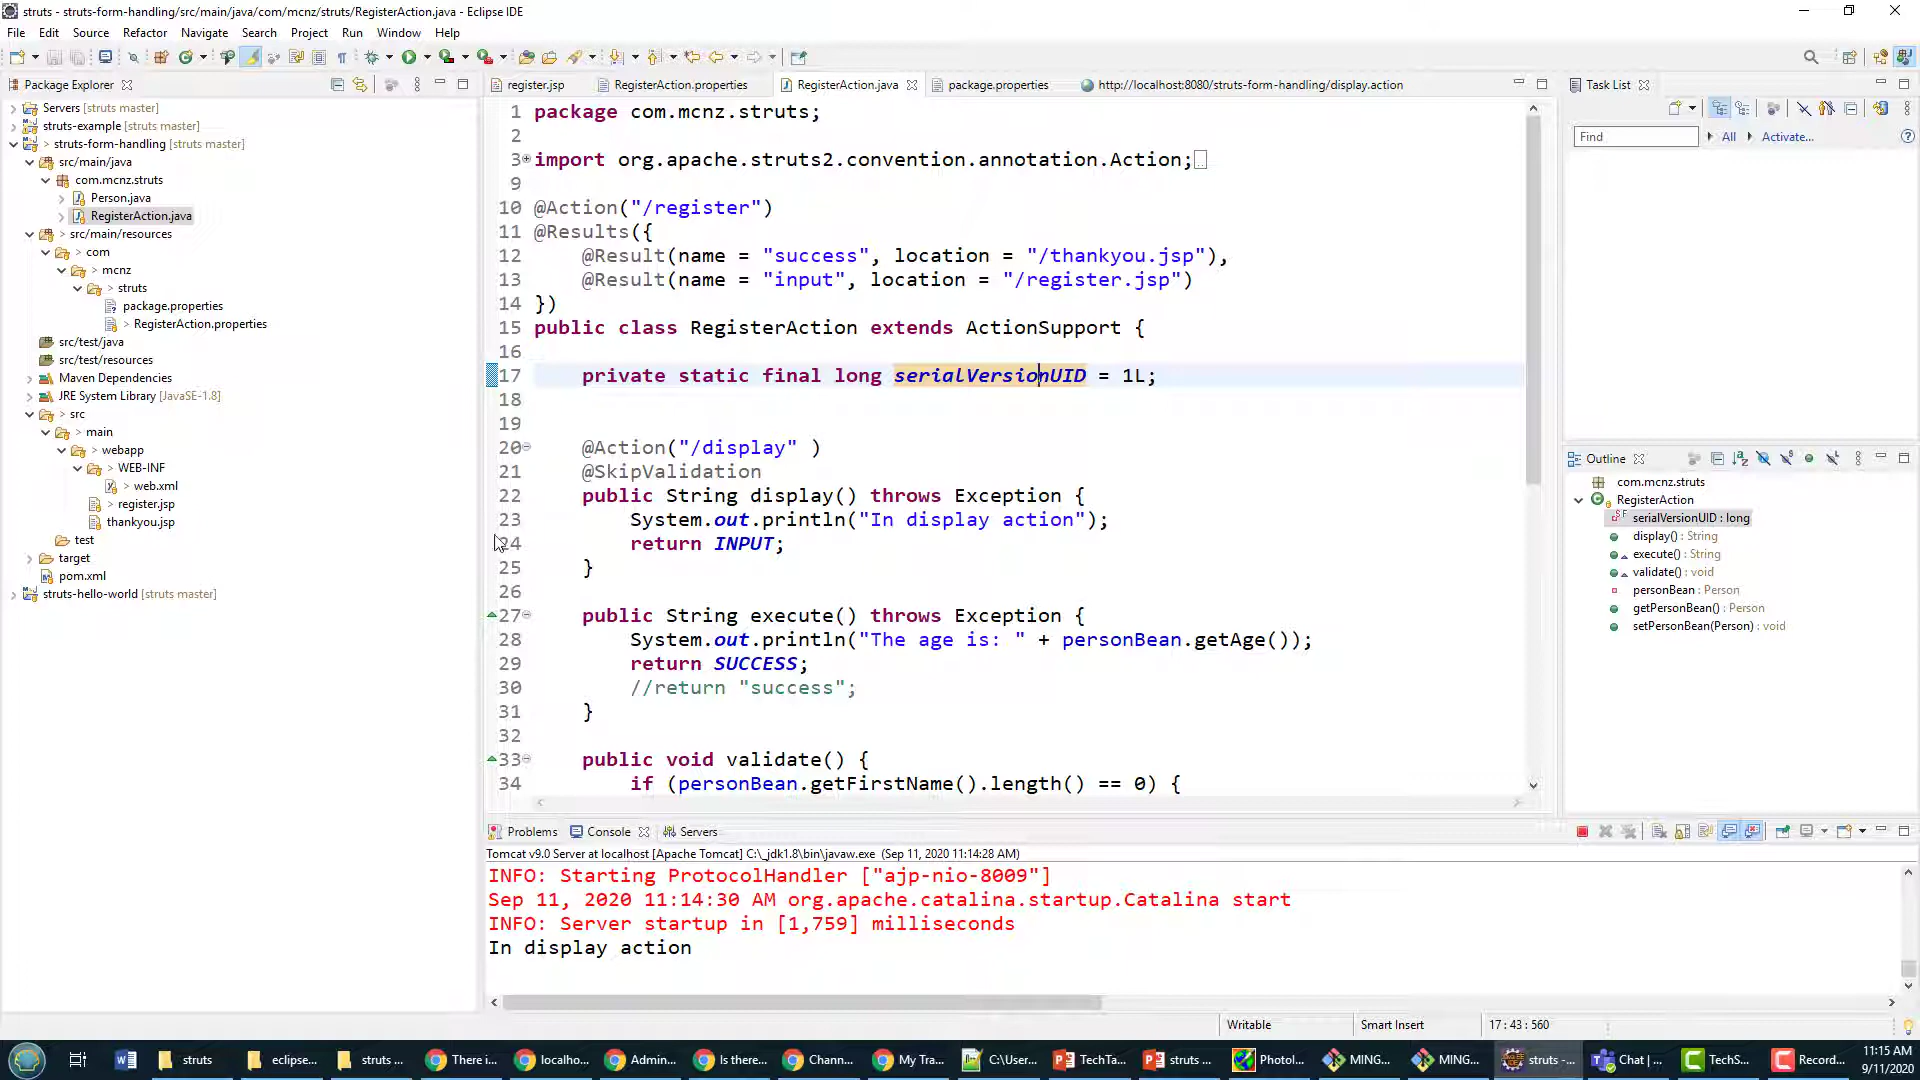 struts - struts-form-handling/src/main/java/com/mcnz/struts/RegisterAction.java - Eclipse IDE
File Edit Source Refactor Navigate Search Project Run Window Help
Package Explorer
Servers [struts master]
struts-example [struts master]
> struts-form-handling [struts master]
src/main/java
com.mcnz.struts
Person.java
RegisterAction.java
> src/main/resources
> com
> mcnz
> struts
package.properties
> RegisterAction.properties
src/test/java
src/test/resources
Maven Dependencies
JRE System Library [JavaSE-1.8]
> src
> main
> webapp
> WEB-INF
> web.xml
> register.jsp
thankyou.jsp
test
target
pom.xml
struts-hello-world [struts master]
register.jsp RegisterAction.properties RegisterAction.java package.properties http://localhost:8080/struts-form-handling/display.action
1 package com.mcnz.struts;
2
3 import org.apache.struts2.convention.annotation.Action;
9
10 @Action("/register")
11 @Results({
12 @Result(name = "success", location = "/thankyou.jsp"),
13 @Result(name = "input", location = "/register.jsp")
14 })
15 public class RegisterAction extends ActionSupport {
16
17 private static final long serialVersionUID = 1L;
18
19
20 @Action("/display" )
21 @SkipValidation
22 public String display() throws Exception {
23 System.out.println("In display action");
24 return INPUT;
25 }
26
27 public String execute() throws Exception {
28 System.out.println("The age is: " + personBean.getAge());
29 return SUCCESS;
30 //return "success";
31 }
32
33 public void validate() {
34 if (personBean.getFirstName().length() == 0) {
Task List
Find All Activate...
Outline
com.mcnz.struts
RegisterAction
serialVersionUID : long
display() : String
execute() : String
validate() : void
personBean : Person
getPersonBean() : Person
setPersonBean(Person) : void
Problems Console Servers
Tomcat v9.0 Server at localhost [Apache Tomcat] C:\_jdk1.8\bin\javaw.exe (Sep 11, 2020 11:14:28 AM)
INFO: Starting ProtocolHandler ["ajp-nio-8009"]
Sep 11, 2020 11:14:30 AM org.apache.catalina.startup.Catalina start
INFO: Server startup in [1,759] milliseconds
In display action
Writable Smart Insert 17 : 43 : 560
struts eclipse... struts ... There i... localho... Admin... Is there... Chann... My Tra... C:\User... TechTa... struts ... Photol... MING... MING... struts -... Chat | ... TechS... Record...
11:15 AM
9/11/2020